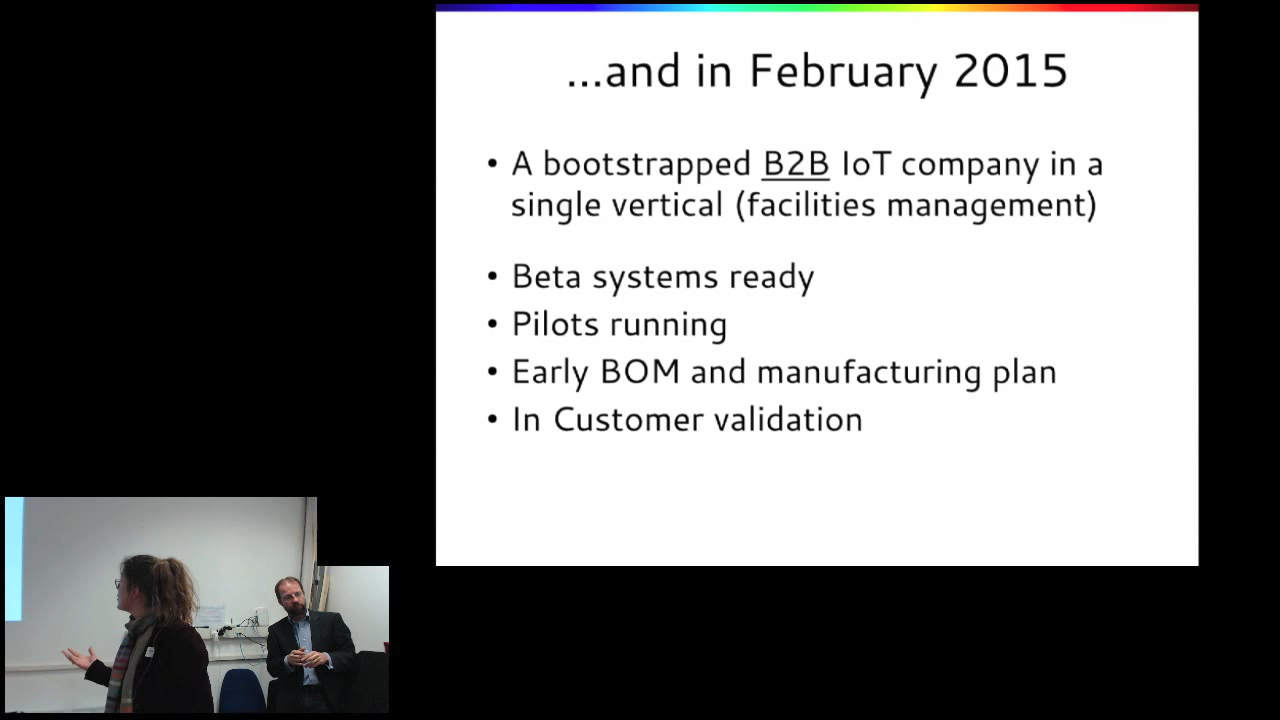 ...and in February 2015
• A bootstrapped B2B IoT company in a
single vertical (facilities management)
• Beta systems ready
• Pilots running
• Early BOM and manufacturing plan
• In Customer validation